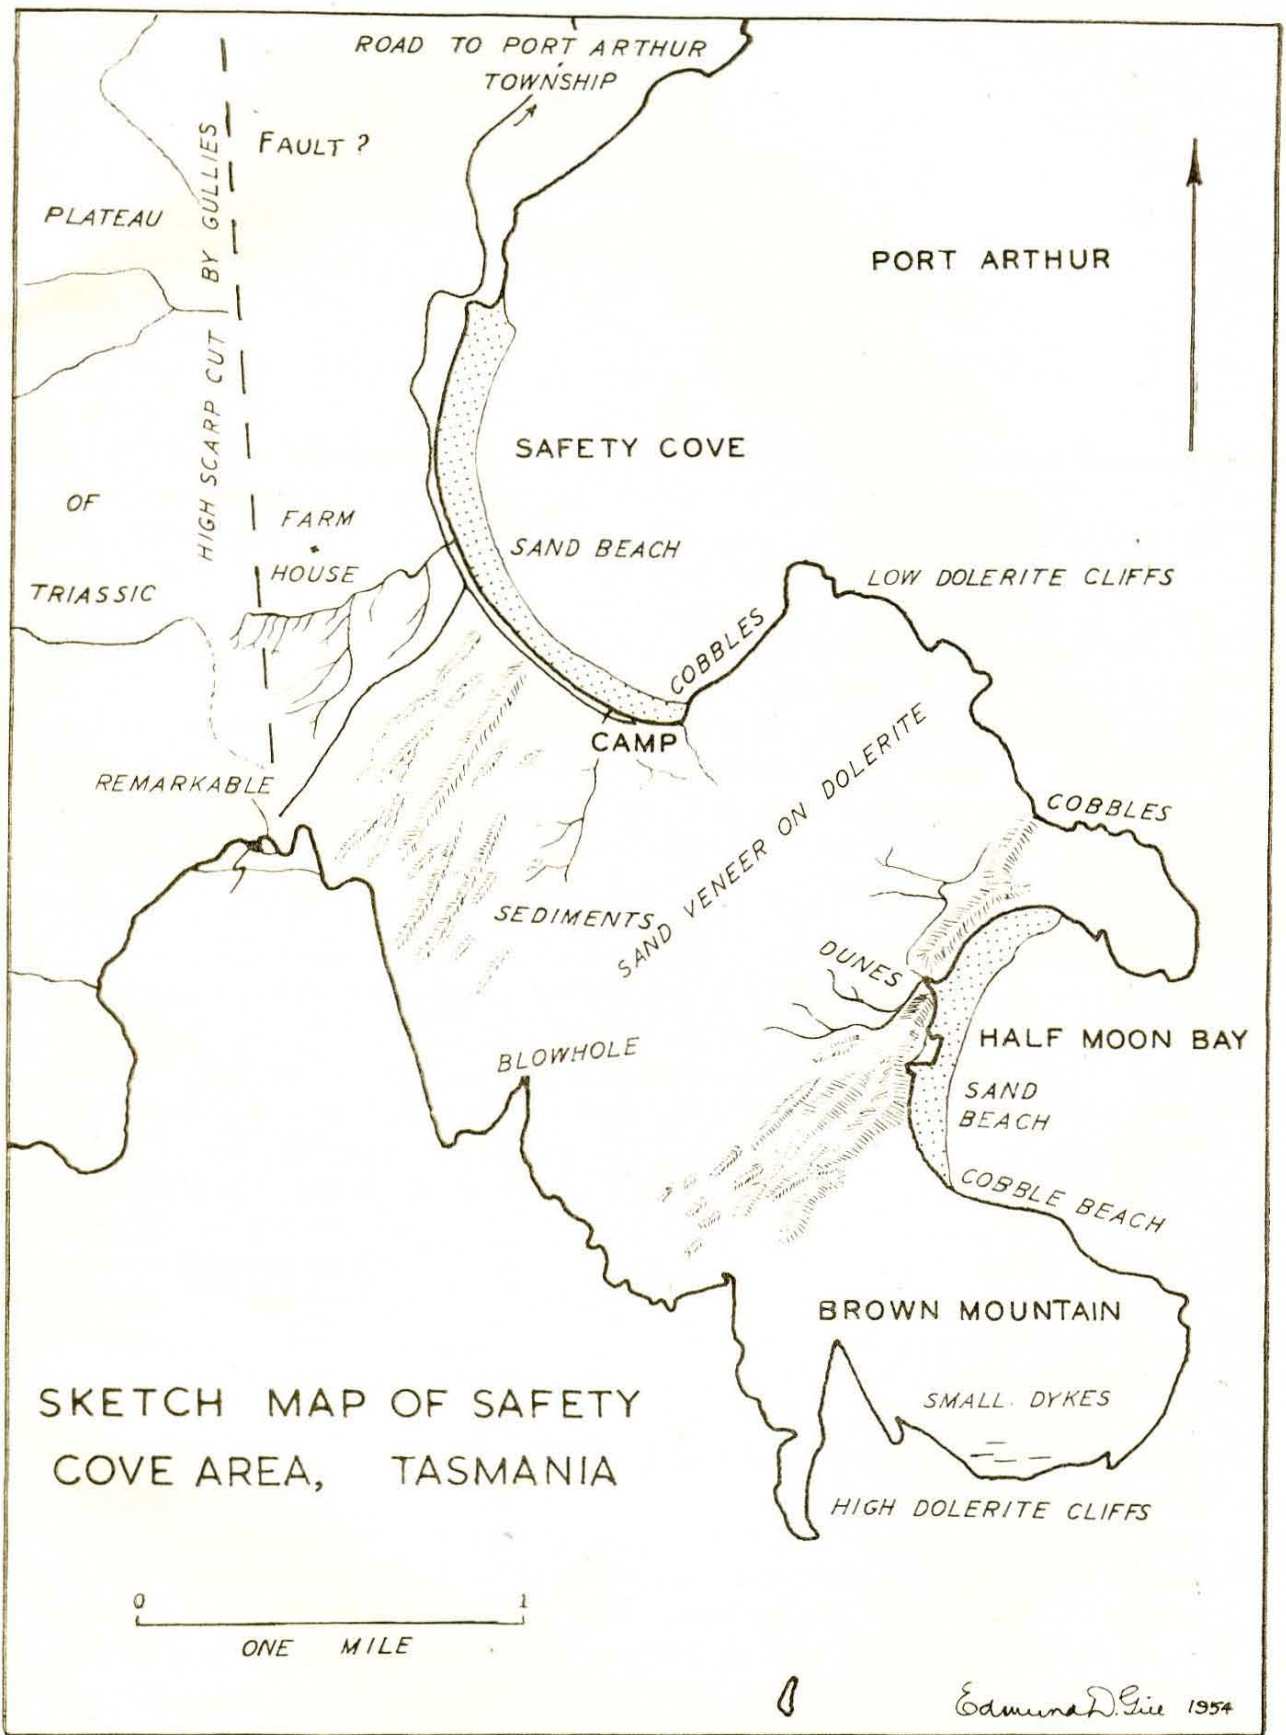 ROAD TO PORT ARTHUR
TOWNSHIP
FAULT ?
HIGH SCARP CUT BY GULLIES
PLATEAU
OF
TRIASSIC
SEDIMENTS
PORT ARTHUR
SAFETY COVE
SAND BEACH
FARM
HOUSE
LOW DOLERITE CLIFFS
COBBLES
CAMP
REMARKABLE
SAND VENEER ON DOLERITE
COBBLES
DUNES
HALF MOON BAY
SAND
BEACH
BLOWHOLE
COBBLE BEACH
BROWN MOUNTAIN
SMALL DYKES
HIGH DOLERITE CLIFFS
SKETCH MAP OF SAFETY
COVE AREA, TASMANIA
0 1
ONE MILE
Edmund D. Gill 1954